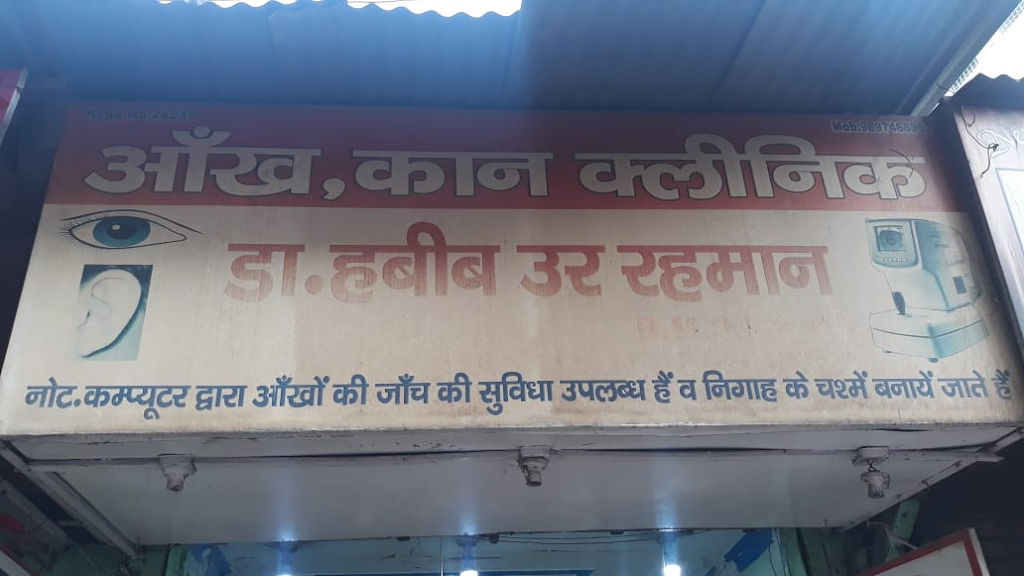 आँख, कान क्लीनिक
डा. हबीब उर रहमान
नोट. कम्प्यूटर द्वारा आँखों की जाँच की सुविधा उपलब्ध हैं व निगाह के चश्में बनायें जाते हैं